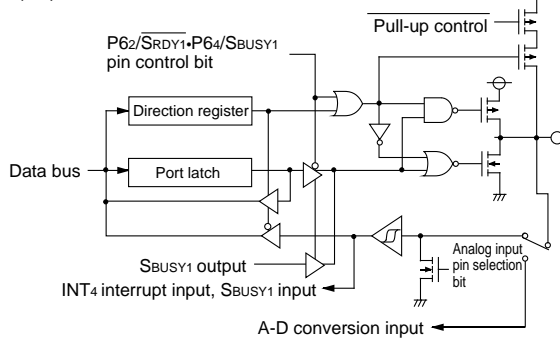 Pull-up control
P62/SRDY1•P64/SBUSY1
pin control bit
Direction register
Data bus
Port latch
SBUSY1 output
INT4 interrupt input, SBUSY1 input
Analog input
pin selection
bit
A-D conversion input